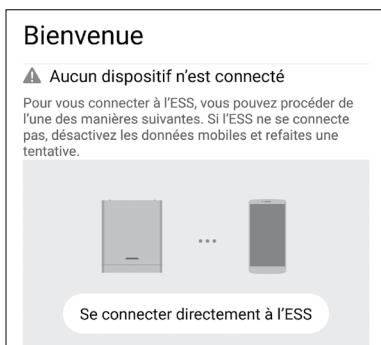 Bienvenue
Aucun dispositif n’est connecté
Pour vous connecter à l’ESS, vous pouvez procéder de
l’une des manières suivantes. Si l’ESS ne se connecte
pas, désactivez les données mobiles et refaites une
tentative.
Se connecter directement à l’ESS